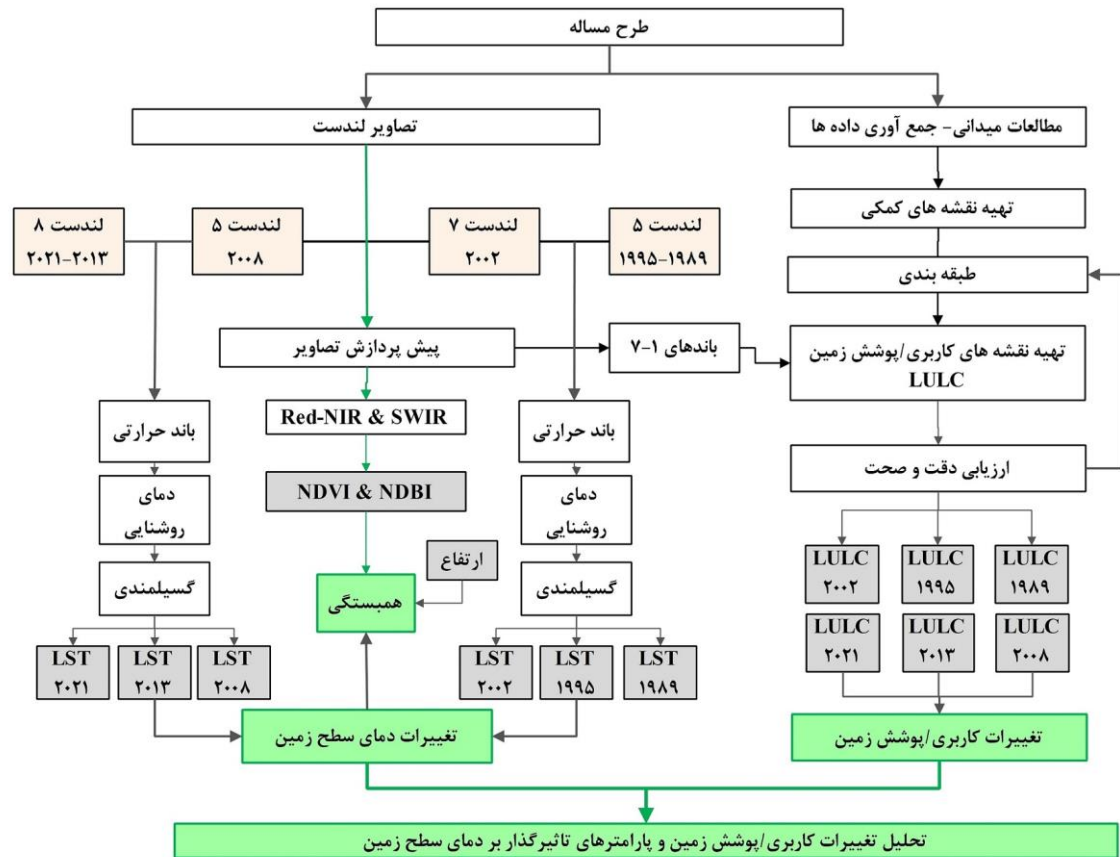 طرح مساله
مطالعات میدانی- جمع آوری داده ها
تصاویر لندست
تهیه نقشه های کمکی
لندست ۵
۱۹۸۹-۱۹۹۵
لندست ۷
۲۰۰۲
لندست ۵
۲۰۰۸
لندست ۸
۲۰۱۳-۲۰۲۱
طبقه بندی
تهیه نقشه های کاربری/پوشش زمین
LULC
باندهای ۱-۷
پیش پردازش تصاویر
ارزیابی دقت و صحت
باند حرارتی
Red-NIR & SWIR
باند حرارتی
NDVI & NDBI
دمای
روشنایی
دمای
روشنایی
LULC
۱۹۸۹
LULC
۱۹۹۵
LULC
۲۰۰۲
ارتفاع
گسیلمندی
همبستگی
گسیلمندی
LULC
۲۰۰۸
LULC
۲۰۱۳
LULC
۲۰۲۱
LST
۱۹۸۹
LST
۱۹۹۵
LST
۲۰۰۲
LST
۲۰۰۸
LST
۲۰۱۳
LST
۲۰۲۱
تغییرات کاربری/پوشش زمین
تغییرات دمای سطح زمین
تحلیل تغییرات کاربری/پوشش زمین و پارامترهای تاثیرگذار بر دمای سطح زمین